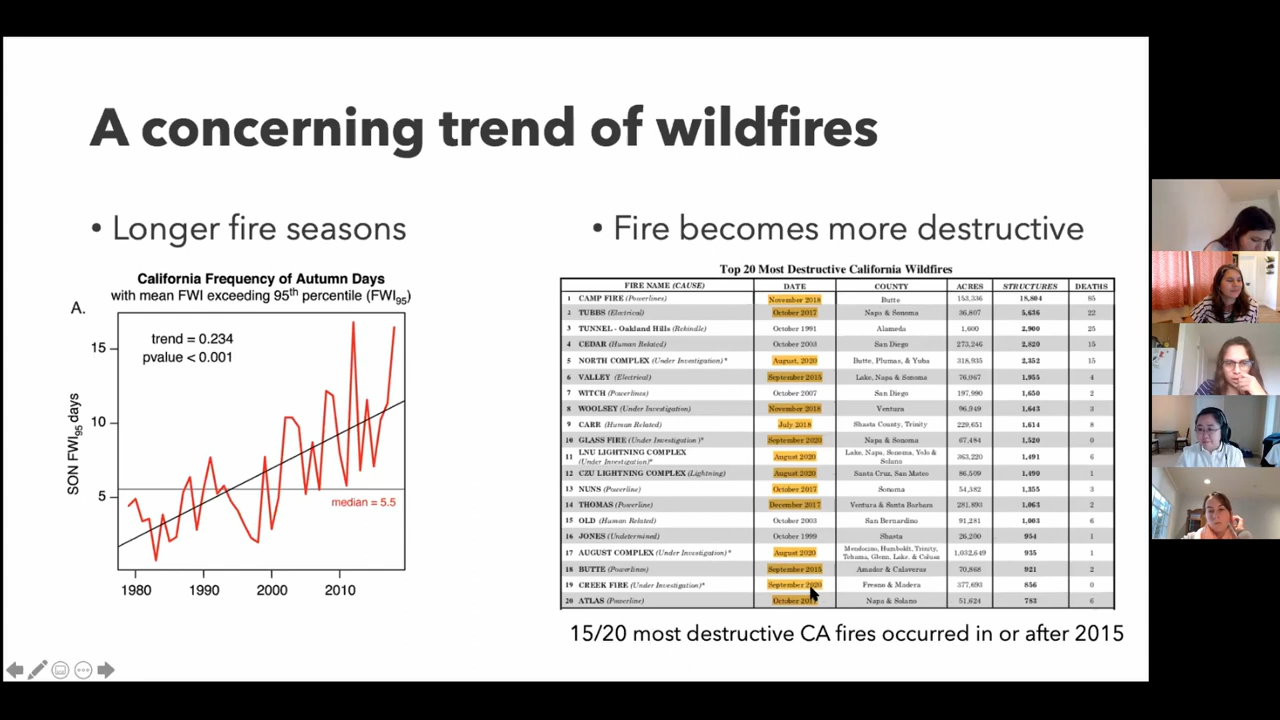 A concerning trend of wildfires
• Longer fire seasons
California Frequency of Autumn Days
with mean FWI exceeding 95th percentile (FWI95)
A.
trend = 0.234
pvalue < 0.001
15
10
5
SON FWI95 days
median = 5.5
1980 1990 2000 2010
• Fire becomes more destructive
Top 20 Most Destructive California Wildfires
FIRE NAME (CAUSE) DATE COUNTY ACRES STRUCTURES DEATHS
1 CAMP FIRE (Powerlines) November 2018 Butte 153,336 18,804 85
2 TUBBS (Electrical) October 2017 Napa & Sonoma 36,807 5,636 22
3 TUNNEL - Oakland Hills (Rekindle) October 1991 Alameda 1,600 2,900 25
4 CEDAR (Human Related) October 2003 San Diego 273,246 2,820 15
5 NORTH COMPLEX (Under Investigation)* August, 2020 Butte, Plumas, & Yuba 318,935 2,352 15
6 VALLEY (Electrical) September 2015 Lake, Napa & Sonoma 76,067 1,955 4
7 WITCH (Powerlines) October 2007 San Diego 197,990 1,650 2
8 WOOLSEY (Under Investigation) November 2018 Ventura 96,949 1,643 3
9 CARR (Human Related) July 2018 Shasta County, Trinity 229,651 1,614 8
10 GLASS FIRE (Under Investigation)* September 2020 Napa & Sonoma 67,484 1,520 0
11 LNU LIGHTNING COMPLEX (Under Investigation)* August 2020 Lake, Napa, Sonoma, Yolo & Solano 363,220 1,491 6
12 CZU LIGHTNING COMPLEX (Lightning) August 2020 Santa Cruz, San Mateo 86,509 1,490 1
13 NUNS (Powerline) October 2017 Sonoma 54,382 1,355 3
14 THOMAS (Powerline) December 2017 Ventura & Santa Barbara 281,893 1,063 2
15 OLD (Human Related) October 2003 San Bernardino 91,281 1,003 6
16 JONES (Undetermined) October 1999 Shasta 26,200 954 1
17 AUGUST COMPLEX (Under Investigation)* August 2020 Mendocino, Humboldt, Trinity, Tehama, Glenn, Lake, & Colusa 1,032,649 935 1
18 BUTTE (Powerlines) September 2015 Amador & Calaveras 70,868 921 2
19 CREEK FIRE (Under Investigation)* September 2020 Fresno & Madera 377,693 856 0
20 ATLAS (Powerline) October Napa & Solano 51,624 783 6
15/20 most destructive CA fires occurred in or after 2015